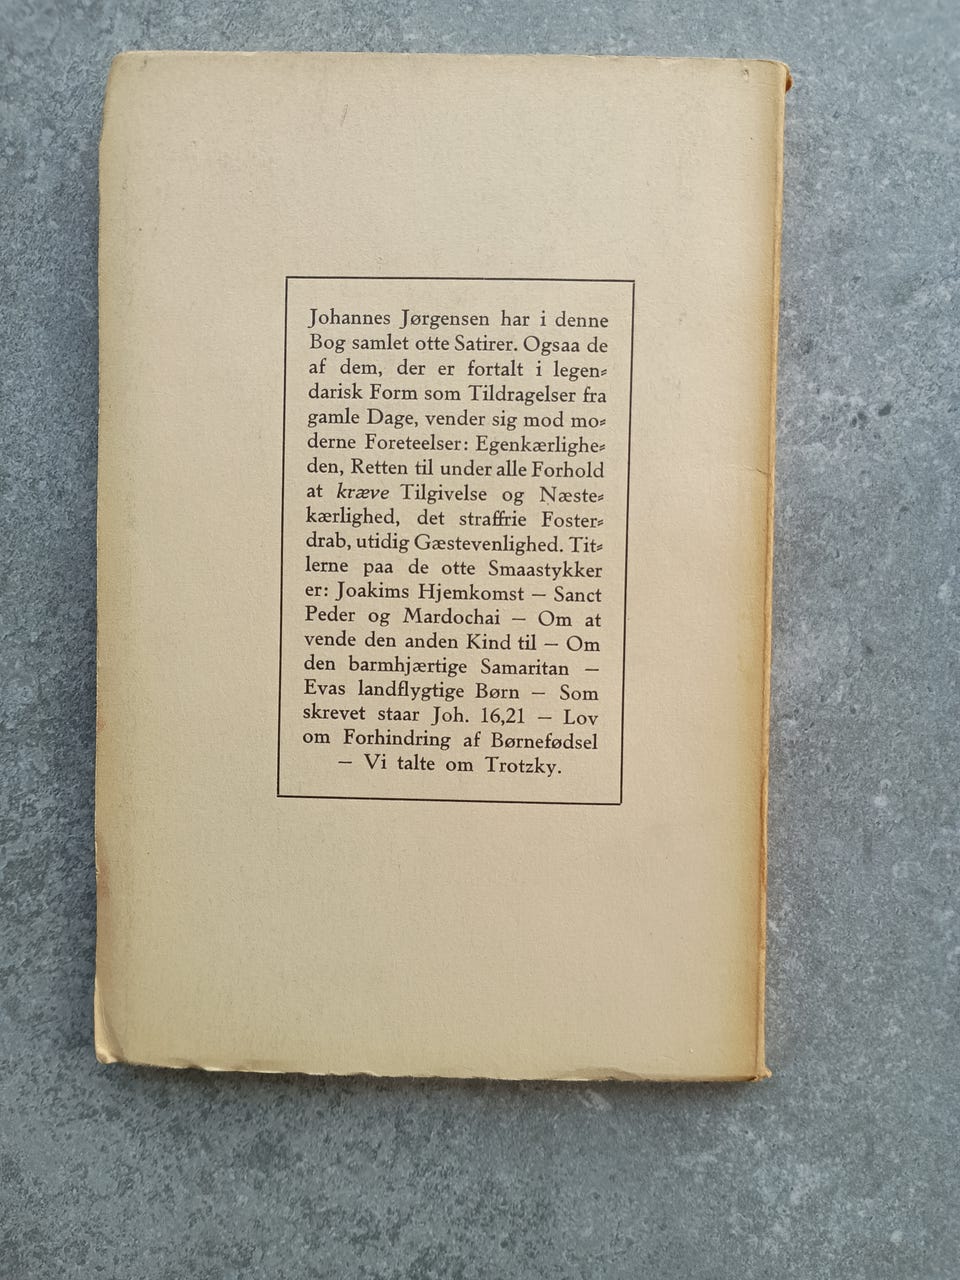 Johannes Jørgensen har i denne
Bog samlet otte Satirer. Ogsaa de
af dem, der er fortalt i legen⸗
darisk Form som Tildragelser fra
gamle Dage, vender sig mod mo⸗
derne Foreteelser: Egenkærlighe⸗
den, Retten til under alle Forhold
at kræve Tilgivelse og Næste⸗
kærlighed, det straffrie Foster⸗
drab, utidig Gæstevenlighed. Tit⸗
lerne paa de otte Smaastykker
er: Joakims Hjemkomst — Sanct
Peder og Mardochai — Om at
vende den anden Kind til — Om
den barmhjærtige Samaritan —
Evas landflygtige Børn — Som
skrevet staar Joh. 16,21 — Lov
om Forhindring af Børnefødsel
— Vi talte om Trotzky.